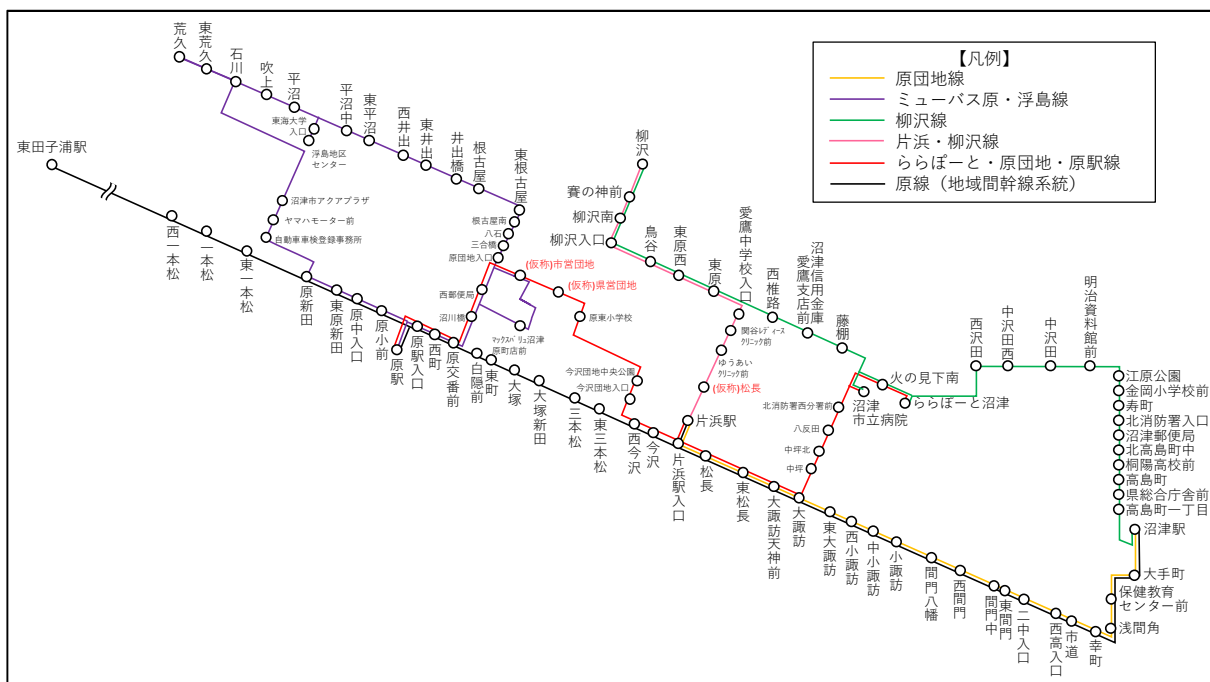 【凡例】
原団地線
ミューバス原・浮島線
柳沢線
片浜・柳沢線
ららぽーと・原団地・原駅線
原線（地域間幹線系統）
荒久
東荒久
石川
吹上
平沼
東海大学
入口
浮島地区
センター
平沼中
東平沼
西井出
東井出
井出橋
根古屋
東根古屋
根古屋南
八石
三合橋
原団地入口
沼津市アクアプラザ
ヤマハモーター前
自動車車検登録事務所
東田子浦駅
西一本松
一本松
東一本松
原新田
東原新田
原中入口
原小前
原駅
原駅入口
西町
原交番前
白隠前
東町
大塚
大塚新田
三本松
東三本松
西今沢
今沢
片浜駅入口
松長
東松長
大諏訪天神前
大諏訪
東大諏訪
西小諏訪
中小諏訪
小諏訪
間門八幡
西間門
間門中
東間門
二中入口
西高入口
市道
幸町
浅間角
保健教育
センター前
大手町
沼津駅
西郵便局
沼川橋
マックスバリュ沼津
原町店前
(仮称)市営団地
(仮称)県営団地
原東小学校
今沢団地中央公園
今沢団地入口
片浜駅
柳沢
賽の神前
柳沢南
柳沢入口
鳥谷
東原西
東原
愛鷹中学校入口
関谷レディース
クリニック前
ゆうあい
クリニック前
(仮称)松長
西椎路
沼津信用金庫
愛鷹支店前
藤棚
沼津
市立病院
火の見下南
ららぽーと沼津
北消防署西分署前
八反田
中坪北
中坪
西沢田
中沢田西
中沢田
明治資料館前
江原公園
金岡小学校前
寿町
北消防署入口
沼津郵便局
北高島町中
桐陽高校前
高島町
県総合庁舎前
高島町一丁目